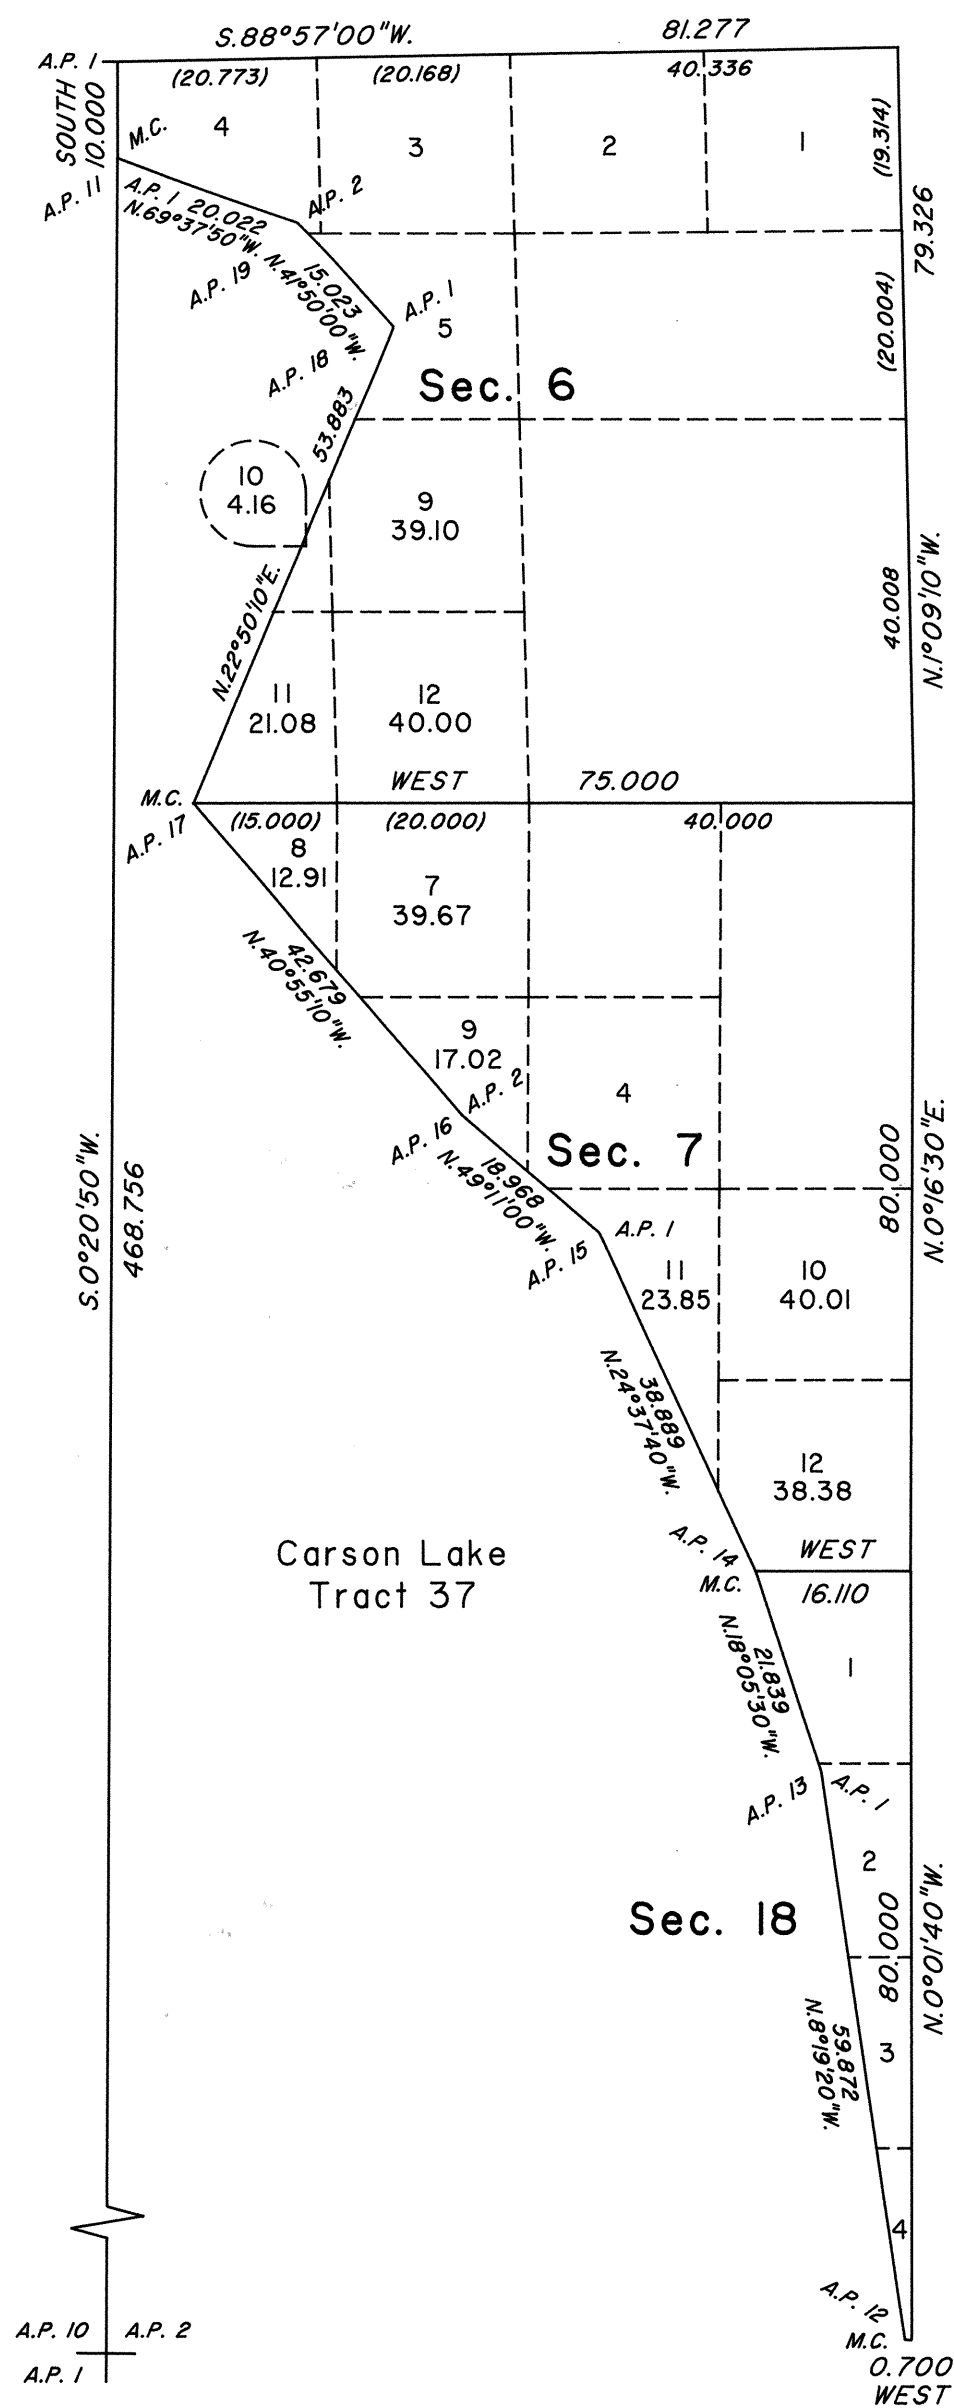 S.88°57'00"W. 81.277
A.P. 1
(20.773) (20.168) 40.336
SOUTH
10.000
M.C.
4
3
2
1
(19.314)
A.P. 11
A.P. 1 20.022
N.69°37'50"W.
A.P. 2
79.326
A.P. 19
15.023
N.41°50'00"W.
A.P. 1
5
(20.004)
A.P. 18
Sec. 6
53.883
10
4.16
9
39.10
N.22°50'10"E.
40.008
N.1°09'10"W.
11
21.08
12
40.00
WEST 75.000
M.C.
(15.000) (20.000) 40.000
A.P. 17
8
12.91
7
39.67
42.679
N.40°55'10"W.
9
17.02
A.P. 2
4
A.P. 16
Sec. 7
18.968
N.49°11'00"W.
80.000
N.0°16'30"E.
S.0°20'50"W.
468.756
A.P. 1
A.P. 15
11
23.85
10
40.01
38.889
N.24°37'40"W.
12
38.38
Carson Lake
Tract 37
A.P. 14
WEST
M.C.
16.110
21.839
N.18°05'30"W.
1
A.P. 13
A.P. 1
2
Sec. 18
80.000
N.0°01'40"W.
59.872
N.8°19'20"W.
3
4
A.P. 12
A.P. 10 A.P. 2
M.C.
A.P. 1
0.700
WEST